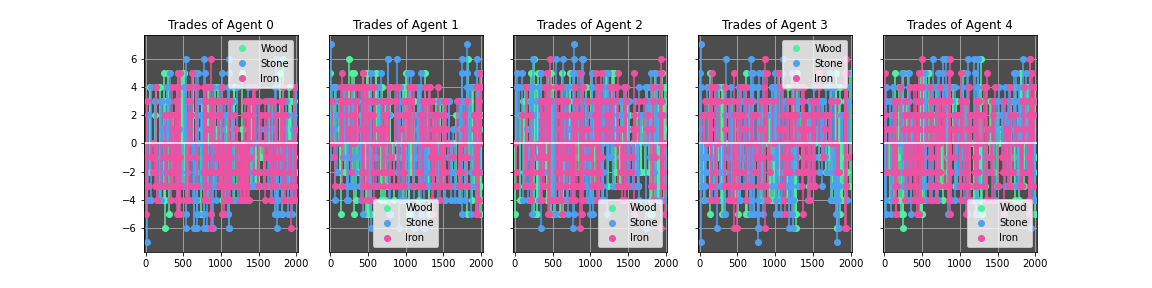 Trades of Agent 0
Wood
Stone
Iron
6
4
2
0
−2
−4
−6
0 500 1000 1500 2000
Trades of Agent 1
Wood
Stone
Iron
0 500 1000 1500 2000
Trades of Agent 2
Wood
Stone
Iron
0 500 1000 1500 2000
Trades of Agent 3
Wood
Stone
Iron
0 500 1000 1500 2000
Trades of Agent 4
Wood
Stone
Iron
0 500 1000 1500 2000